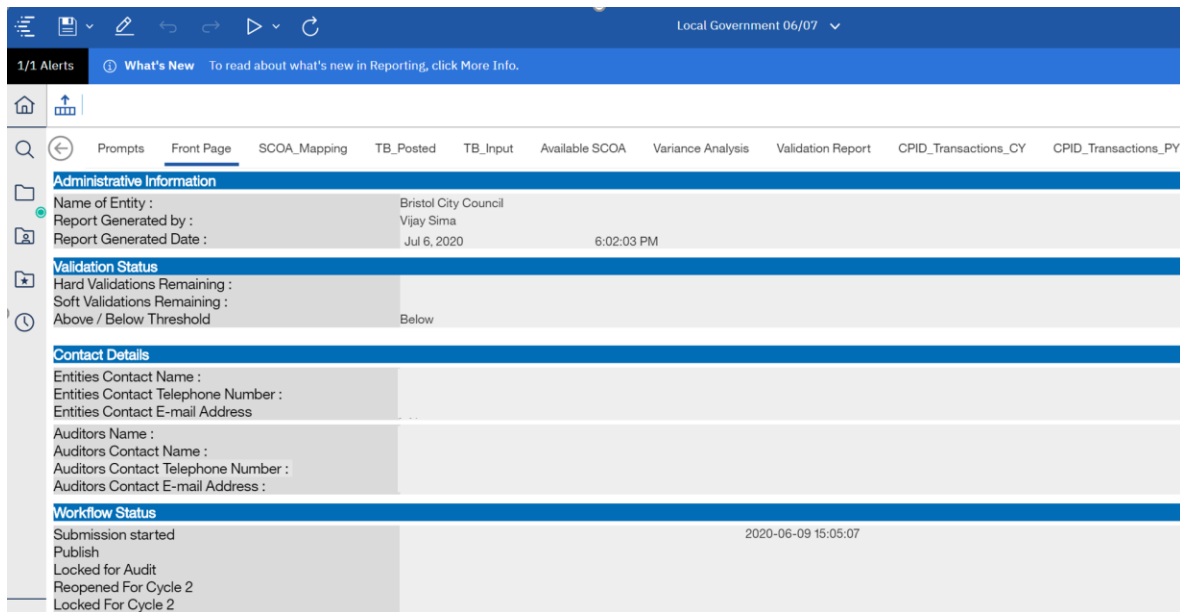 Local Government 06/07
1/1 Alerts What's New To read about what's new in Reporting, click More Info.
Prompts Front Page SCOA_Mapping TB_Posted TB_Input Available SCOA Variance Analysis Validation Report CPID_Transactions_CY CPID_Transactions_PY
Administrative Information
Name of Entity : Bristol City Council
Report Generated by : Vijay Sima
Report Generated Date : Jul 6, 2020 6:02:03 PM
Validation Status
Hard Validations Remaining :
Soft Validations Remaining :
Above / Below Threshold Below
Contact Details
Entities Contact Name :
Entities Contact Telephone Number :
Entities Contact E-mail Address
Auditors Name :
Auditors Contact Name :
Auditors Contact Telephone Number :
Auditors Contact E-mail Address :
Workflow Status
Submission started 2020-06-09 15:05:07
Publish
Locked for Audit
Reopened For Cycle 2
Locked For Cycle 2